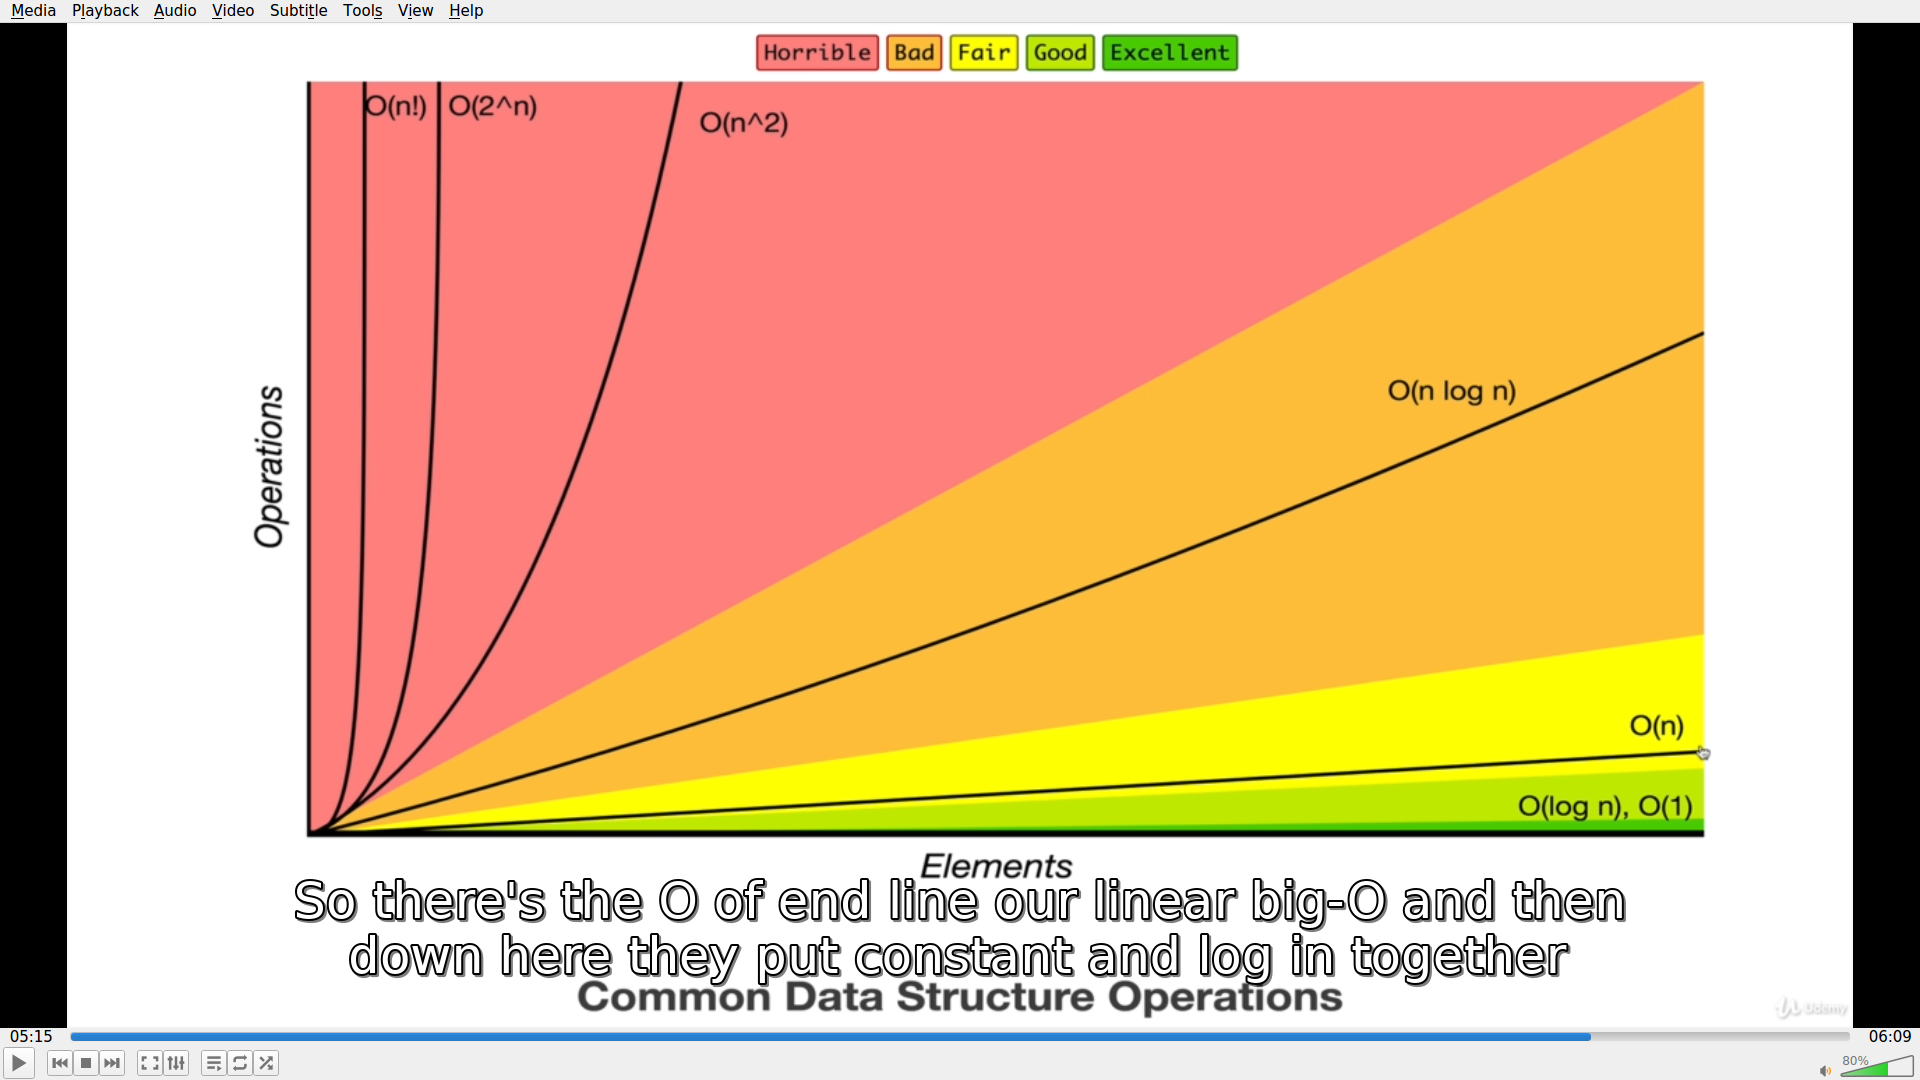 Media Playback Audio Video Subtitle Tools View Help
Horrible Bad Fair Good Excellent
O(n!) O(2^n) O(n^2)
O(n log n)
Operations
O(n)
O(log n), O(1)
Elements
So there's the O of end line our linear big-O and then
down here they put constant and log in together
Common Data Structure Operations
Udemy
05:15 06:09
80%